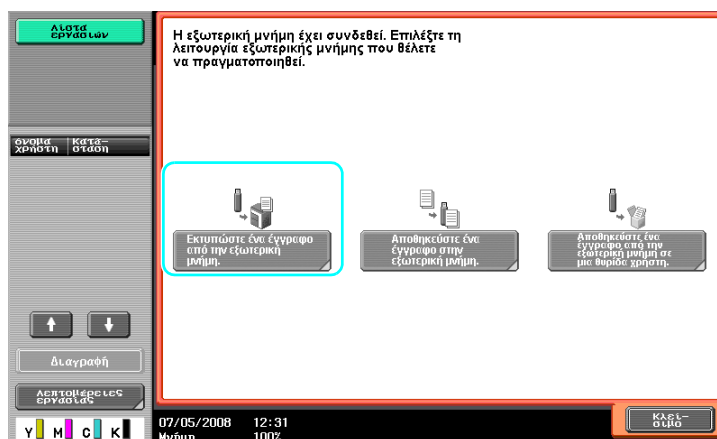 Λίστα
εργασιών
Η εξωτερική μνήμη έχει συνδεθεί. Επιλέξτε τη
λειτουργία εξωτερικής μνήμης που θέλετε
να πραγματοποιηθεί.
όνομα χρήστη
Κατά-
σταση
Εκτυπώστε ένα έγγραφο
από την εξωτερική
μνήμη.
Αποθηκεύστε ένα
έγγραφο στην
εξωτερική μνήμη.
Αποθηκεύστε ένα
έγγραφο από την
εξωτερική μνήμη σε
μια θυρίδα χρήστη.
Διαγραφή
Λεπτομέρειες
εργασίας
Y M C K
07/05/2008 12:31
Μνήμη 100%
Κλεί-
σιμο